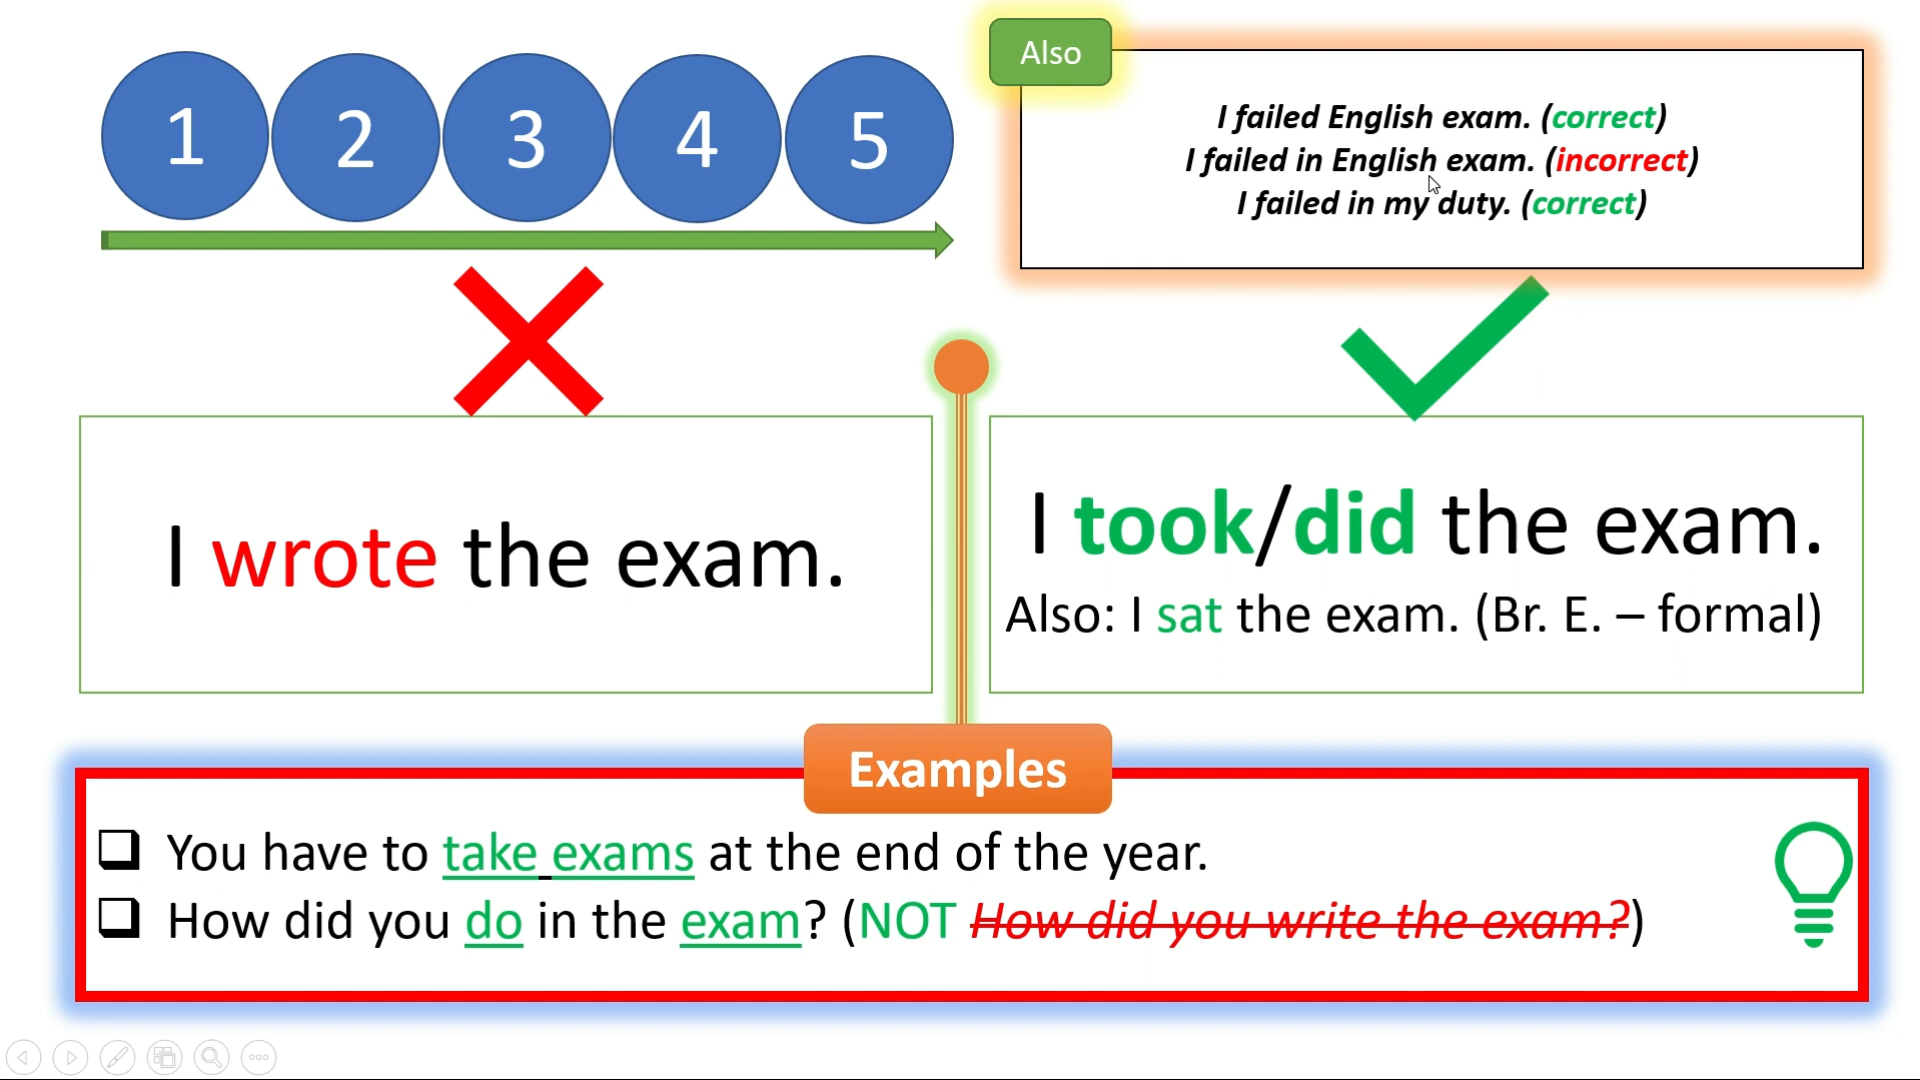 1 2 3 4 5
Also
I failed English exam. (correct)
I failed in English exam. (incorrect)
I failed in my duty. (correct)
I wrote the exam.
I took/did the exam.
Also: I sat the exam. (Br. E. – formal)
Examples
You have to take exams at the end of the year.
How did you do in the exam? (NOT How did you write the exam?)